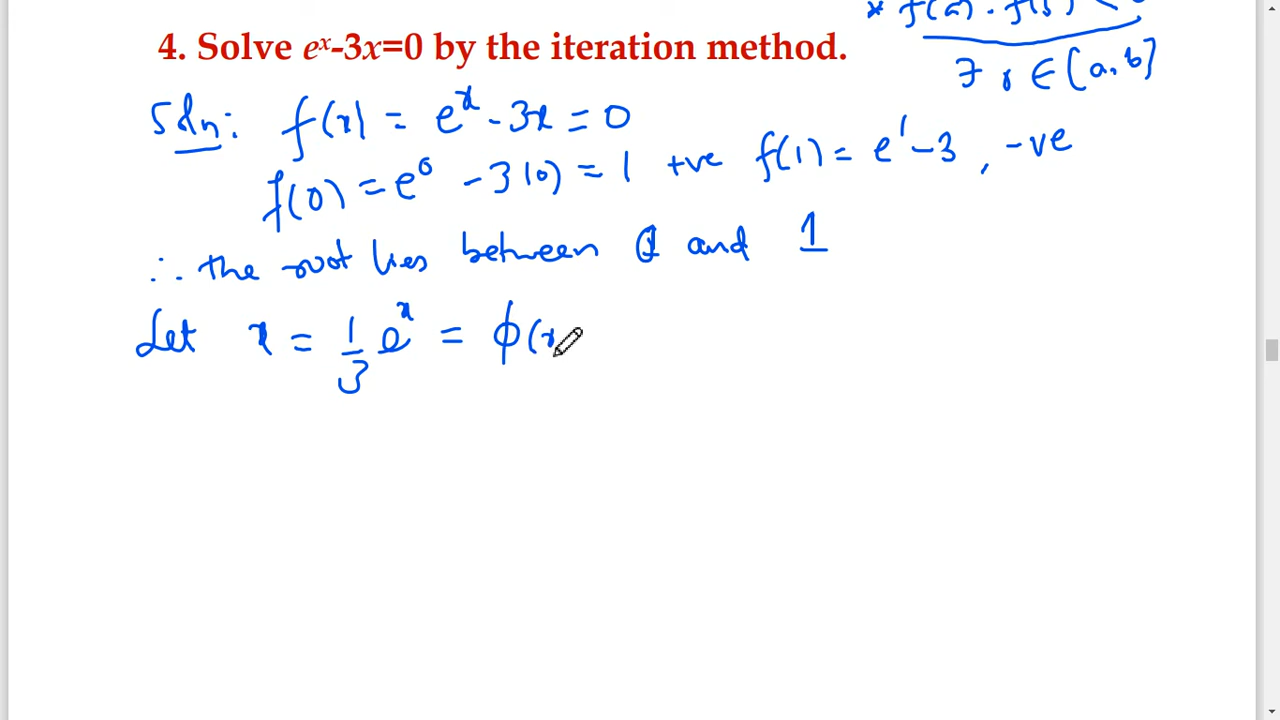 * f(a) . f(b) <
4. Solve eˣ-3x=0 by the iteration method.
∃ r ∈ [a, b]
Soln: f(x) = eˣ - 3x = 0
f(0) = e⁰ - 3(0) = 1 +ve f(1) = e¹ - 3 , -ve
∴ the root lies between 0 and 1
Let x = 1/3 eˣ = ϕ(x